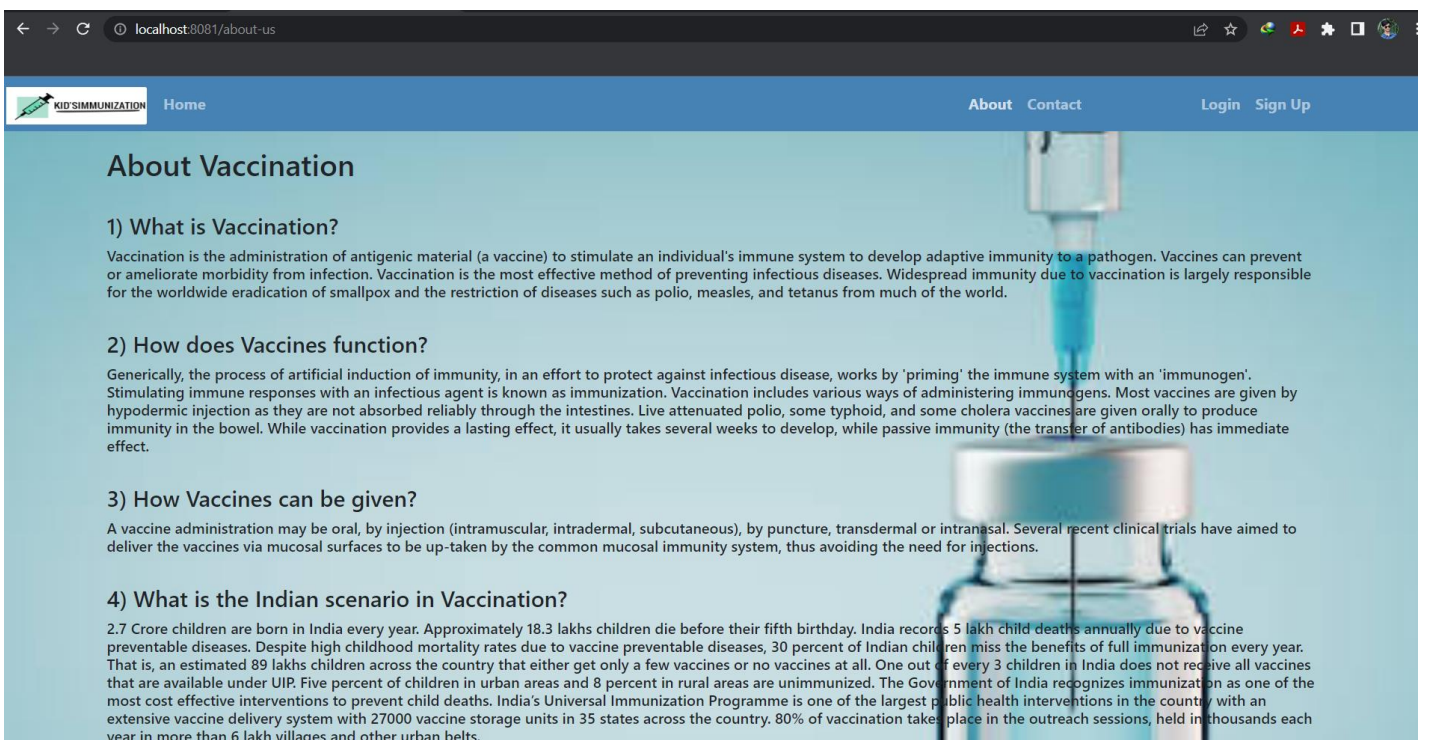 localhost:8081/about-us
KID'SIMMUNIZATION Home About Contact Login Sign Up
About Vaccination
1) What is Vaccination?
Vaccination is the administration of antigenic material (a vaccine) to stimulate an individual's immune system to develop adaptive immunity to a pathogen. Vaccines can prevent
or ameliorate morbidity from infection. Vaccination is the most effective method of preventing infectious diseases. Widespread immunity due to vaccination is largely responsible
for the worldwide eradication of smallpox and the restriction of diseases such as polio, measles, and tetanus from much of the world.
2) How does Vaccines function?
Generically, the process of artificial induction of immunity, in an effort to protect against infectious disease, works by 'priming' the immune system with an 'immunogen'.
Stimulating immune responses with an infectious agent is known as immunization. Vaccination includes various ways of administering immunogens. Most vaccines are given by
hypodermic injection as they are not absorbed reliably through the intestines. Live attenuated polio, some typhoid, and some cholera vaccines are given orally to produce
immunity in the bowel. While vaccination provides a lasting effect, it usually takes several weeks to develop, while passive immunity (the transfer of antibodies) has immediate
effect.
3) How Vaccines can be given?
A vaccine administration may be oral, by injection (intramuscular, intradermal, subcutaneous), by puncture, transdermal or intranasal. Several recent clinical trials have aimed to
deliver the vaccines via mucosal surfaces to be up-taken by the common mucosal immunity system, thus avoiding the need for injections.
4) What is the Indian scenario in Vaccination?
2.7 Crore children are born in India every year. Approximately 18.3 lakhs children die before their fifth birthday. India records 5 lakh child deaths annually due to vaccine
preventable diseases. Despite high childhood mortality rates due to vaccine preventable diseases, 30 percent of Indian children miss the benefits of full immunization every year.
That is, an estimated 89 lakhs children across the country that either get only a few vaccines or no vaccines at all. One out of every 3 children in India does not receive all vaccines
that are available under UIP. Five percent of children in urban areas and 8 percent in rural areas are unimmunized. The Government of India recognizes immunization as one of the
most cost effective interventions to prevent child deaths. India’s Universal Immunization Programme is one of the largest public health interventions in the country with an
extensive vaccine delivery system with 27000 vaccine storage units in 35 states across the country. 80% of vaccination takes place in the outreach sessions, held in thousands each
year in more than 6 lakh villages and other urban belts.